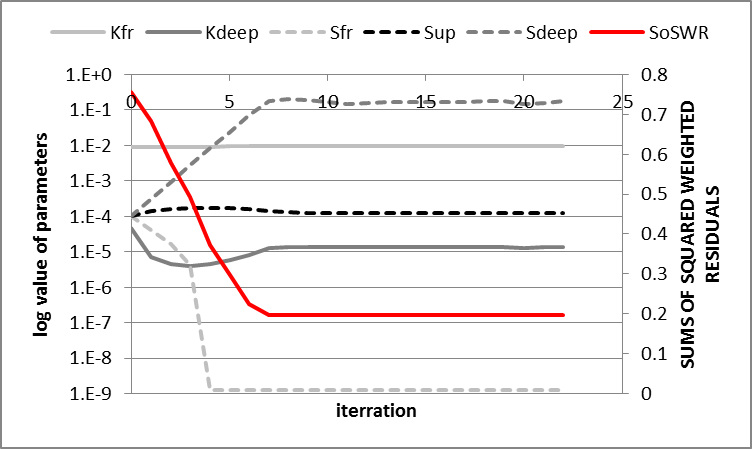 Kfr Kdeep Sfr Sup Sdeep SoSWR
1.E+0
1.E-1
1.E-2
1.E-3
1.E-4
1.E-5
1.E-6
1.E-7
1.E-8
1.E-9
log value of parameters
0 5 10 15 20 25
0.8
0.7
0.6
0.5
0.4
0.3
0.2
0.1
0
SUMS OF SQUARED WEIGHTED
RESIDUALS
iterration